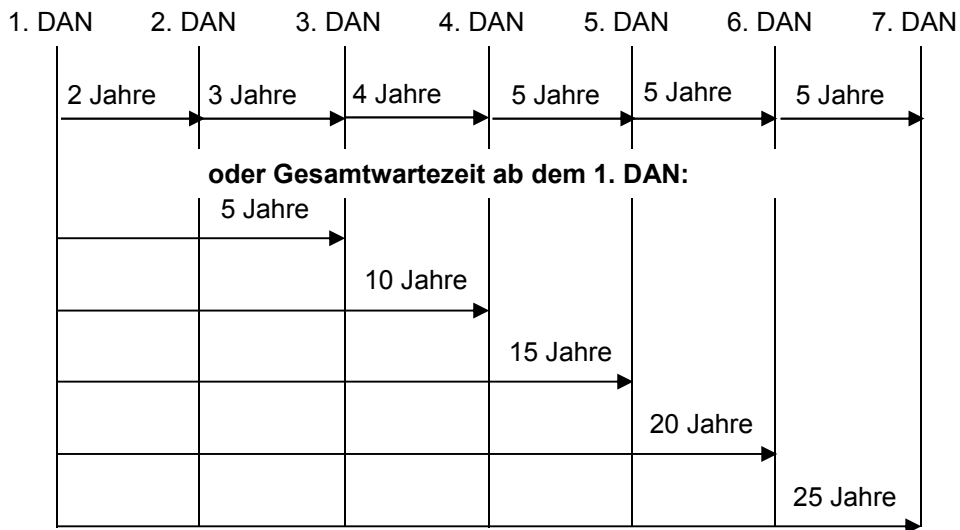 1. DAN 2. DAN 3. DAN 4. DAN 5. DAN 6. DAN 7. DAN
2 Jahre 3 Jahre 4 Jahre 5 Jahre 5 Jahre 5 Jahre
oder Gesamtwartezeit ab dem 1. DAN:
5 Jahre
10 Jahre
15 Jahre
20 Jahre
25 Jahre